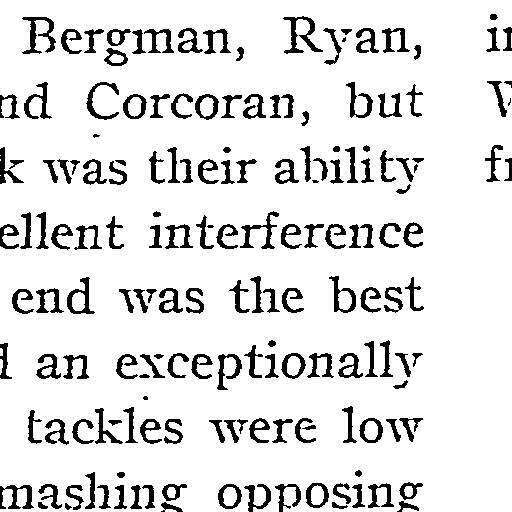 Bergman, Ryan,
nd Corcoran, but
k was their ability
ellent interference
end was the best
d an exceptionally
tackles were low
mashing opposing